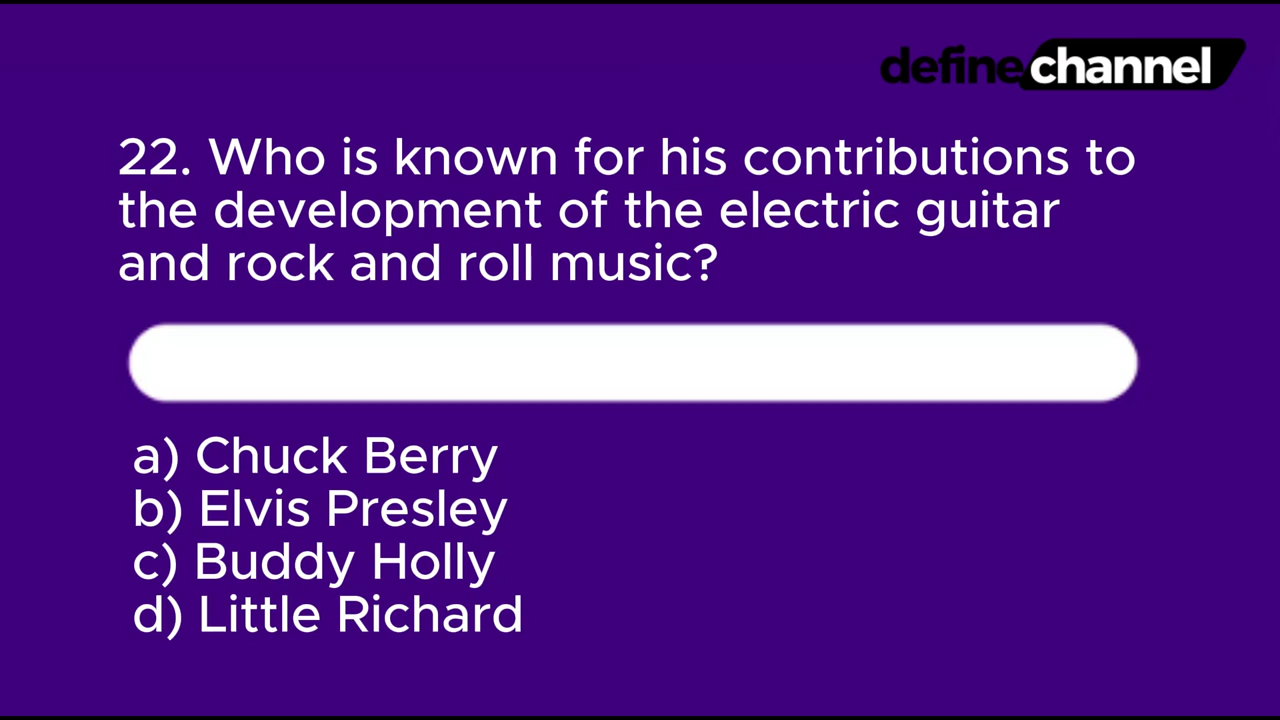 definechannel
22. Who is known for his contributions to
the development of the electric guitar
and rock and roll music?
a) Chuck Berry
b) Elvis Presley
c) Buddy Holly
d) Little Richard